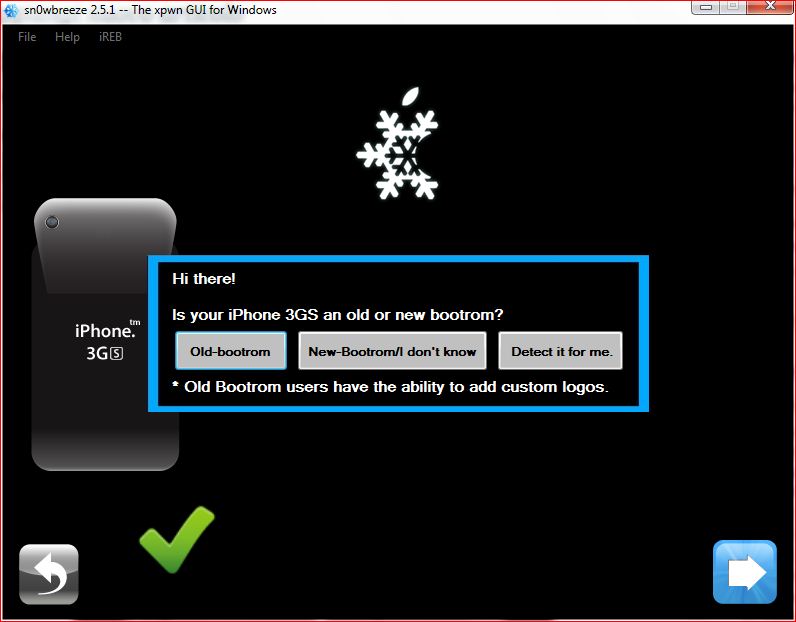 sn0wbreeze 2.5.1 -- The xpwn GUI for Windows
File Help iREB
Hi there!
Is your iPhone 3GS an old or new bootrom?
Old-bootrom New-Bootrom/I don't know Detect it for me.
* Old Bootrom users have the ability to add custom logos.
iPhone.™
3GS